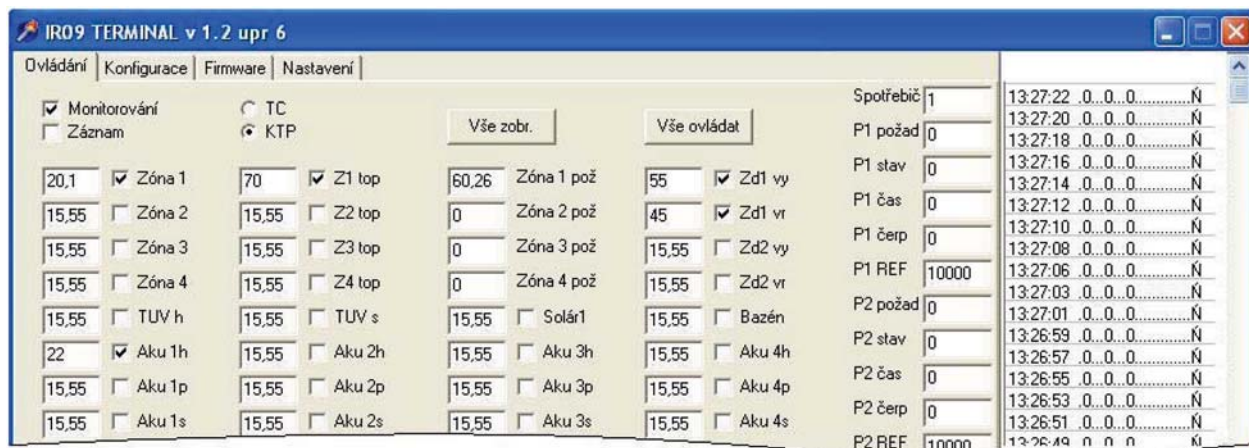 IR09 TERMINAL v 1.2 upr 6
Ovládání Konfigurace Firmware Nastavení
Monitorování TC
Záznam KTP
Vše zobr. Vše ovládat
20,1 Zóna 1 70 Z1 top 60,26 Zóna 1 pož 55 Zd1 vy
15,55 Zóna 2 15,55 Z2 top 0 Zóna 2 pož 45 Zd1 vr
15,55 Zóna 3 15,55 Z3 top 0 Zóna 3 pož 15,55 Zd2 vy
15,55 Zóna 4 15,55 Z4 top 0 Zóna 4 pož 15,55 Zd2 vr
15,55 TUV h 15,55 TUV s 15,55 Solár1 15,55 Bazén
22 Aku 1h 15,55 Aku 2h 15,55 Aku 3h 15,55 Aku 4h
15,55 Aku 1p 15,55 Aku 2p 15,55 Aku 3p 15,55 Aku 4p
15,55 Aku 1s 15,55 Aku 2s 15,55 Aku 3s 15,55 Aku 4s
Spotřebič 1
P1 požad 0
P1 stav 0
P1 čas 0
P1 čerp 0
P1 REF 10000
P2 požad 0
P2 stav 0
P2 čas 0
P2 čerp 0
P2 REF 10000
13:27:22 .0...0...0.............Ń
13:27:20 .0...0...0.............Ń
13:27:18 .0...0...0.............Ń
13:27:16 .0...0...0.............Ń
13:27:14 .0...0...0.............Ń
13:27:12 .0...0...0.............Ń
13:27:10 .0...0...0.............Ń
13:27:08 .0...0...0.............Ń
13:27:06 .0...0...0.............Ń
13:27:03 .0...0...0.............Ń
13:27:01 .0...0...0.............Ń
13:26:59 .0...0...0.............Ń
13:26:57 .0...0...0.............Ń
13:26:55 .0...0...0.............Ń
13:26:53 .0...0...0.............Ń
13:26:51 .0...0...0.............Ń
13:26:49 .0...0...0.............Ń